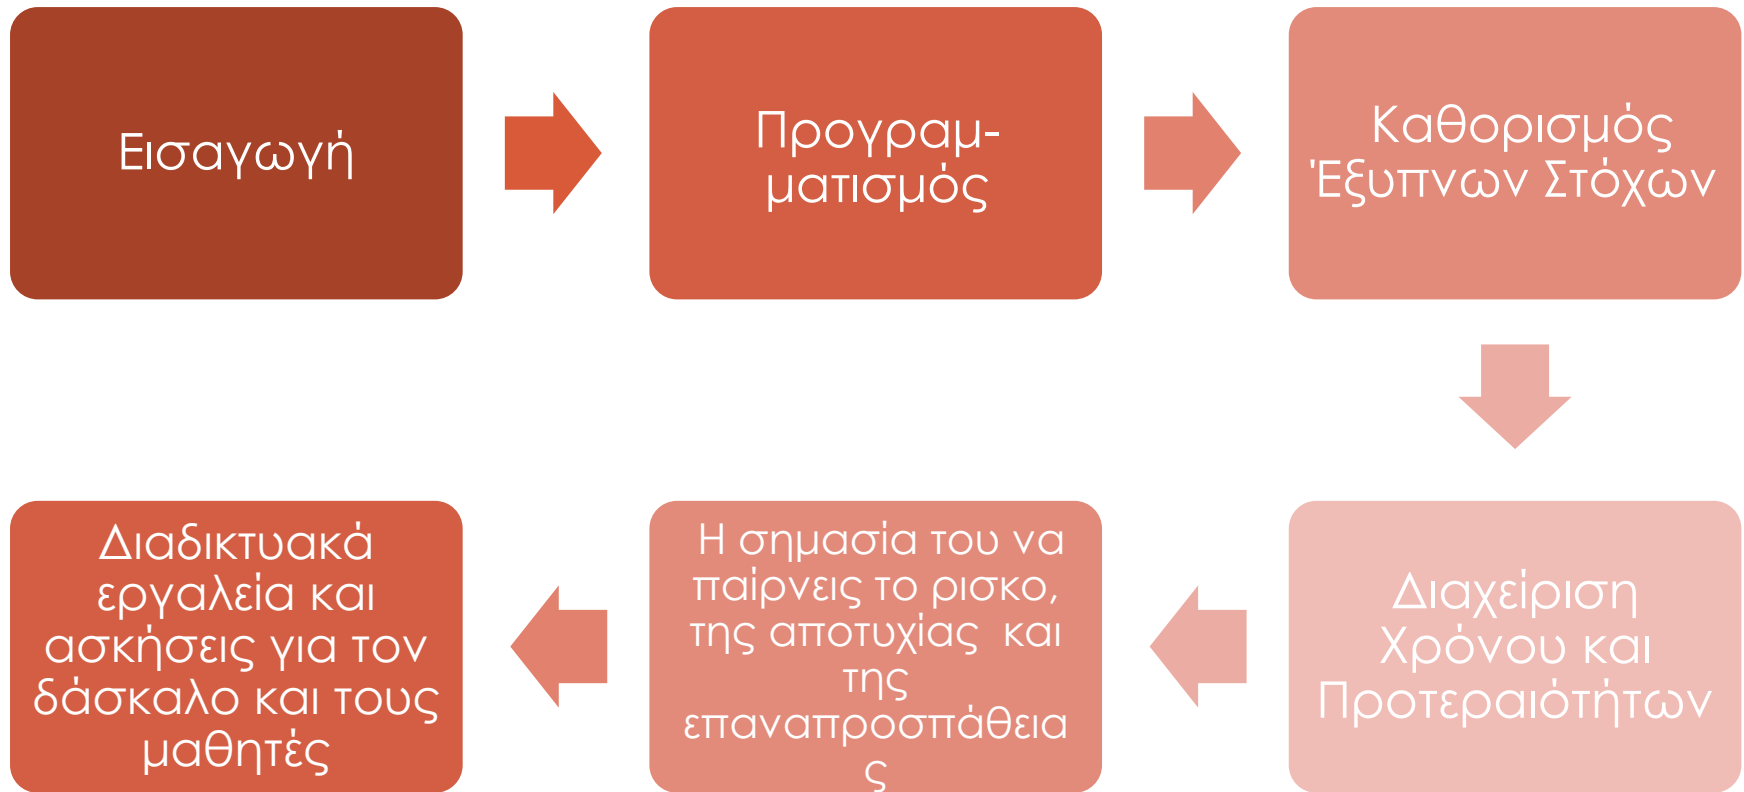 Εισαγωγή
Προγραμ-
ματισμός
Καθορισμός
Έξυπνων Στόχων
Διαχείριση
Χρόνου και
Προτεραιότήτων
Η σημασία του να
παίρνεις το ρισκο,
της αποτυχίας και
της
επαναπροσπάθεια
ς
Διαδικτυακά
εργαλεία και
ασκήσεις για τον
δάσκαλο και τους
μαθητές